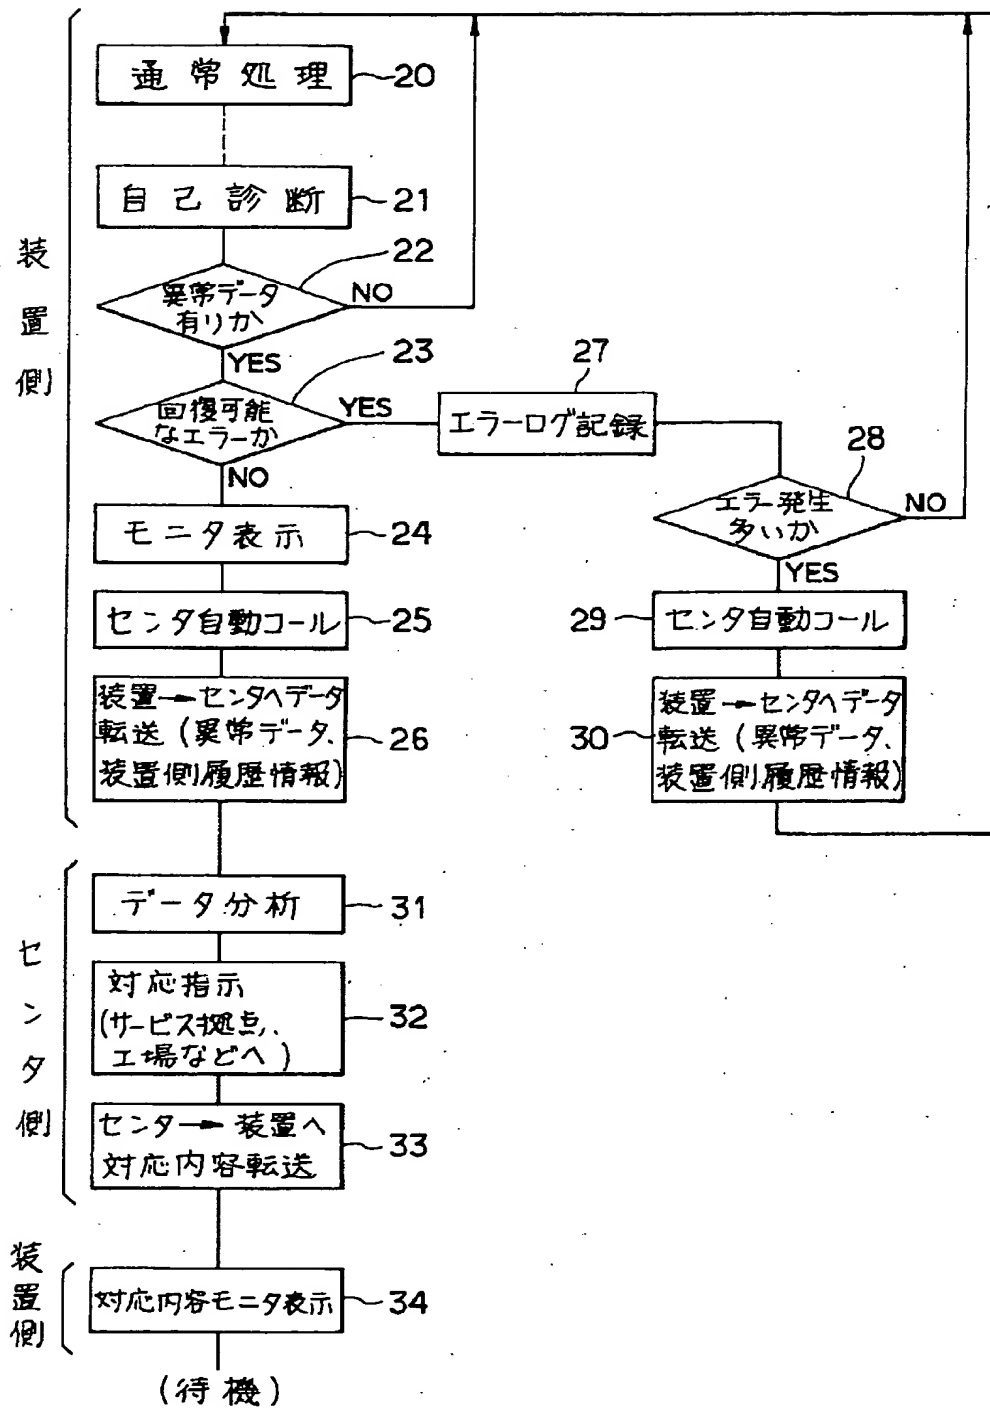 通常処理
20
自己診断
21
22
異常データ
有りか
NO
YES
23
回復可能
なエラーか
YES
NO
27
エラーログ記録
28
エラー発生
多いか
NO
YES
モニタ表示
24
センタ自動コール
25
29
センタ自動コール
装置→センタへデータ
転送(異常データ、
装置側履歴情報)
26
30
装置→センタへデータ
転送(異常データ、
装置側履歴情報)
装置側
データ分析
31
対応指示
(サービス拠点、
工場などへ)
32
センタ→装置へ
対応内容転送
33
センタ側
対応内容モニタ表示
34
装置側
(待機)